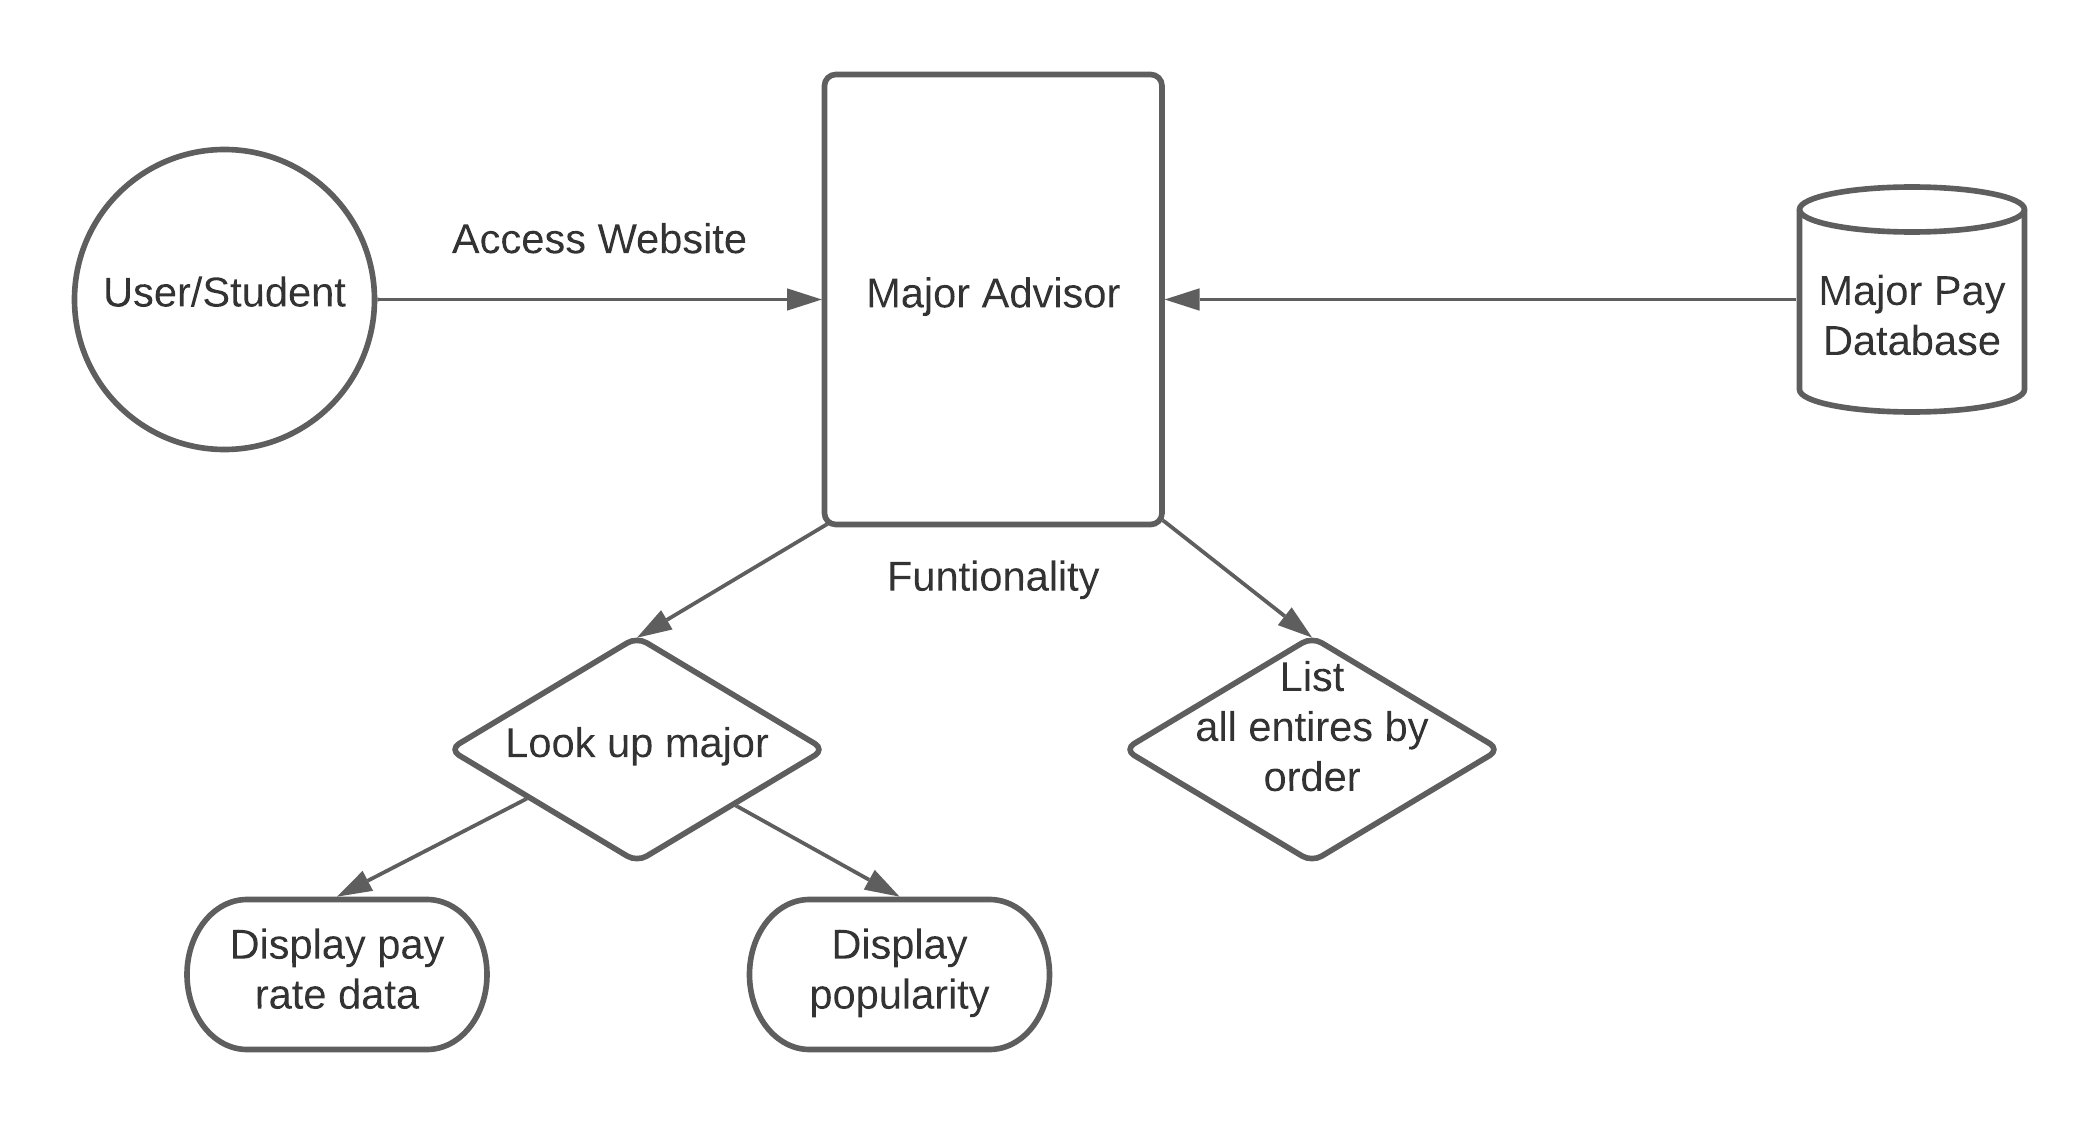 Access Website
User/Student
Major Advisor
Major Pay
Database
Funtionality
List
all entires by
order
Look up major
Display pay
rate data
Display
popularity